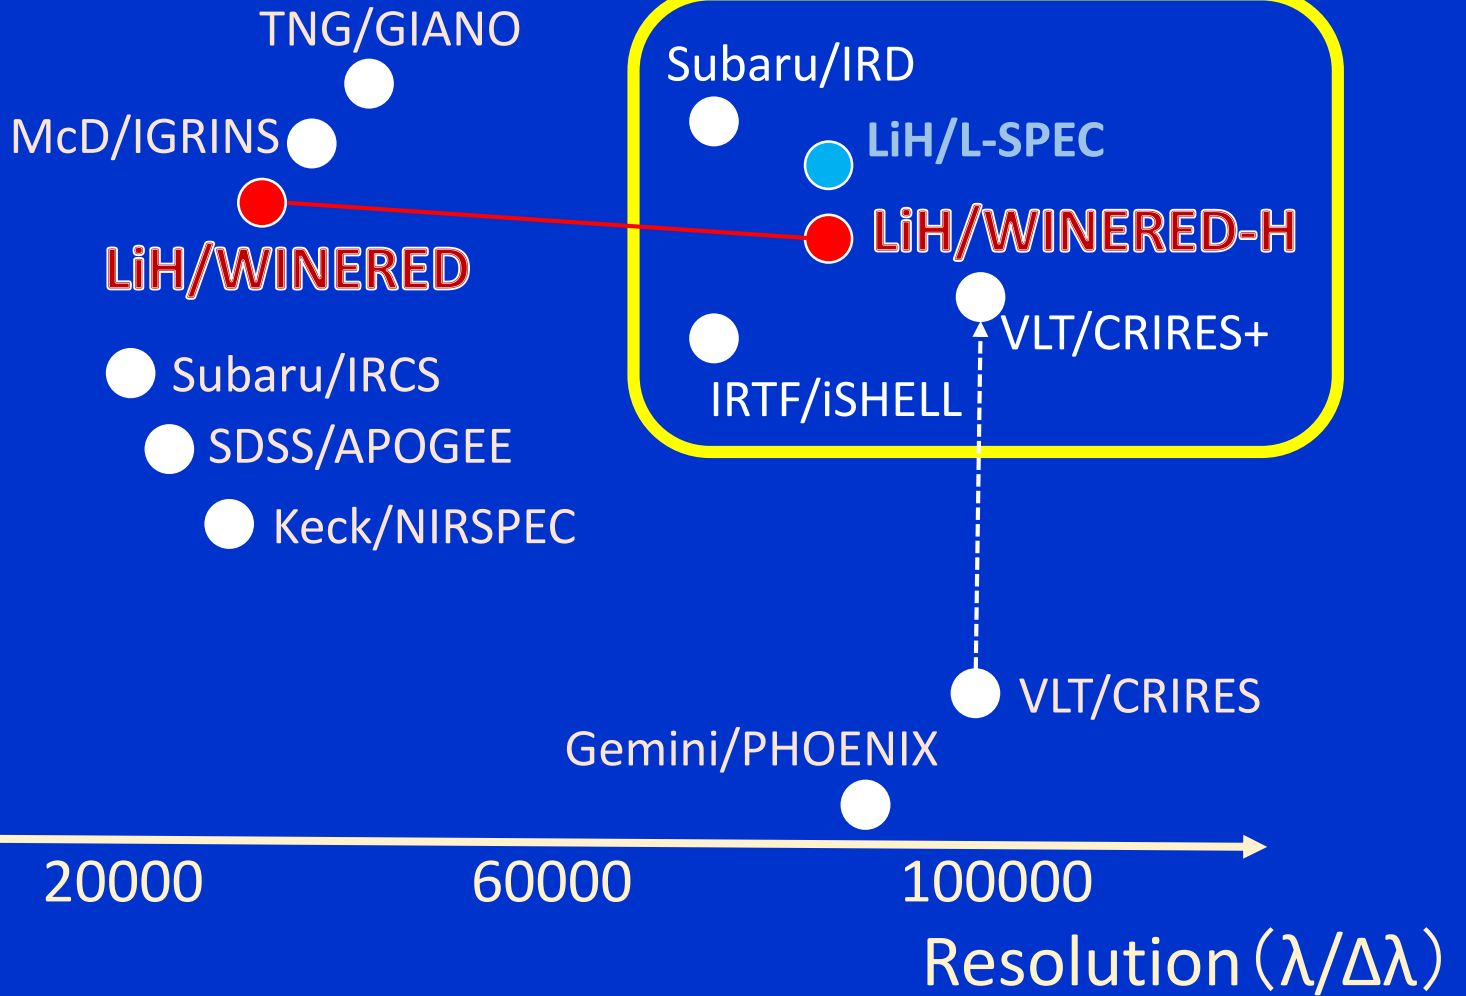 TNG/GIANO
Subaru/IRD
McD/IGRINS
LiH/L-SPEC
LiH/WINERED-H
LiH/WINERED
VLT/CRIRES+
Subaru/IRCS
IRTF/iSHELL
SDSS/APOGEE
Keck/NIRSPEC
VLT/CRIRES
Gemini/PHOENIX
20000 60000 100000
Resolution（λ/Δλ）